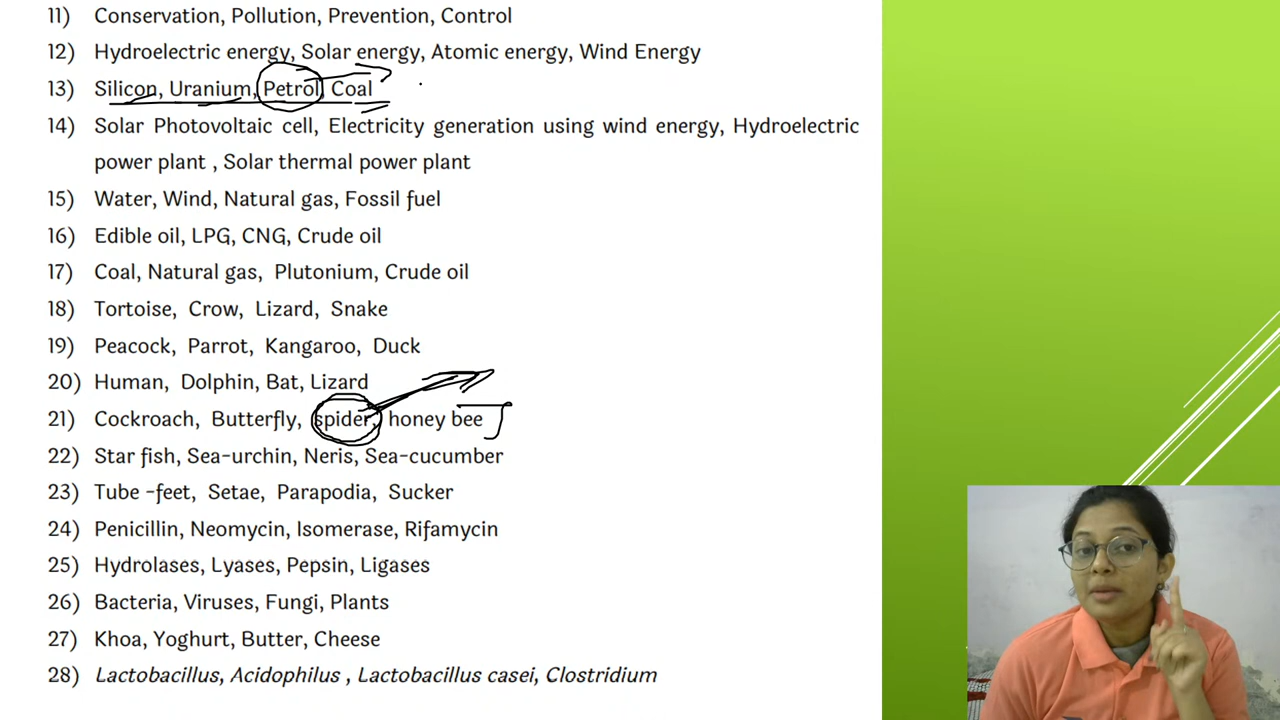 11) Conservation, Pollution, Prevention, Control
12) Hydroelectric energy, Solar energy, Atomic energy, Wind Energy
13) Silicon, Uranium, Petrol, Coal
14) Solar Photovoltaic cell, Electricity generation using wind energy, Hydroelectric
power plant , Solar thermal power plant
15) Water, Wind, Natural gas, Fossil fuel
16) Edible oil, LPG, CNG, Crude oil
17) Coal, Natural gas, Plutonium, Crude oil
18) Tortoise, Crow, Lizard, Snake
19) Peacock, Parrot, Kangaroo, Duck
20) Human, Dolphin, Bat, Lizard
21) Cockroach, Butterfly, spider, honey bee
22) Star fish, Sea-urchin, Neris, Sea-cucumber
23) Tube -feet, Setae, Parapodia, Sucker
24) Penicillin, Neomycin, Isomerase, Rifamycin
25) Hydrolases, Lyases, Pepsin, Ligases
26) Bacteria, Viruses, Fungi, Plants
27) Khoa, Yoghurt, Butter, Cheese
28) Lactobacillus, Acidophilus , Lactobacillus casei, Clostridium